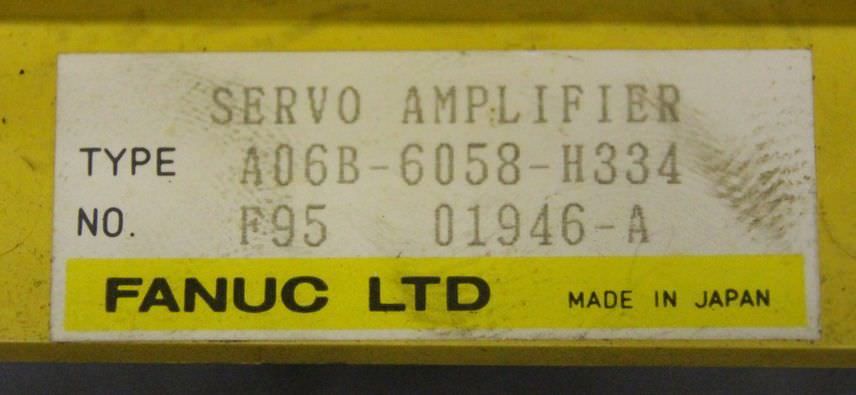 SERVO AMPLIFIER
TYPE A06B-6058-H334
NO. F95 01946-A
FANUC LTD MADE IN JAPAN